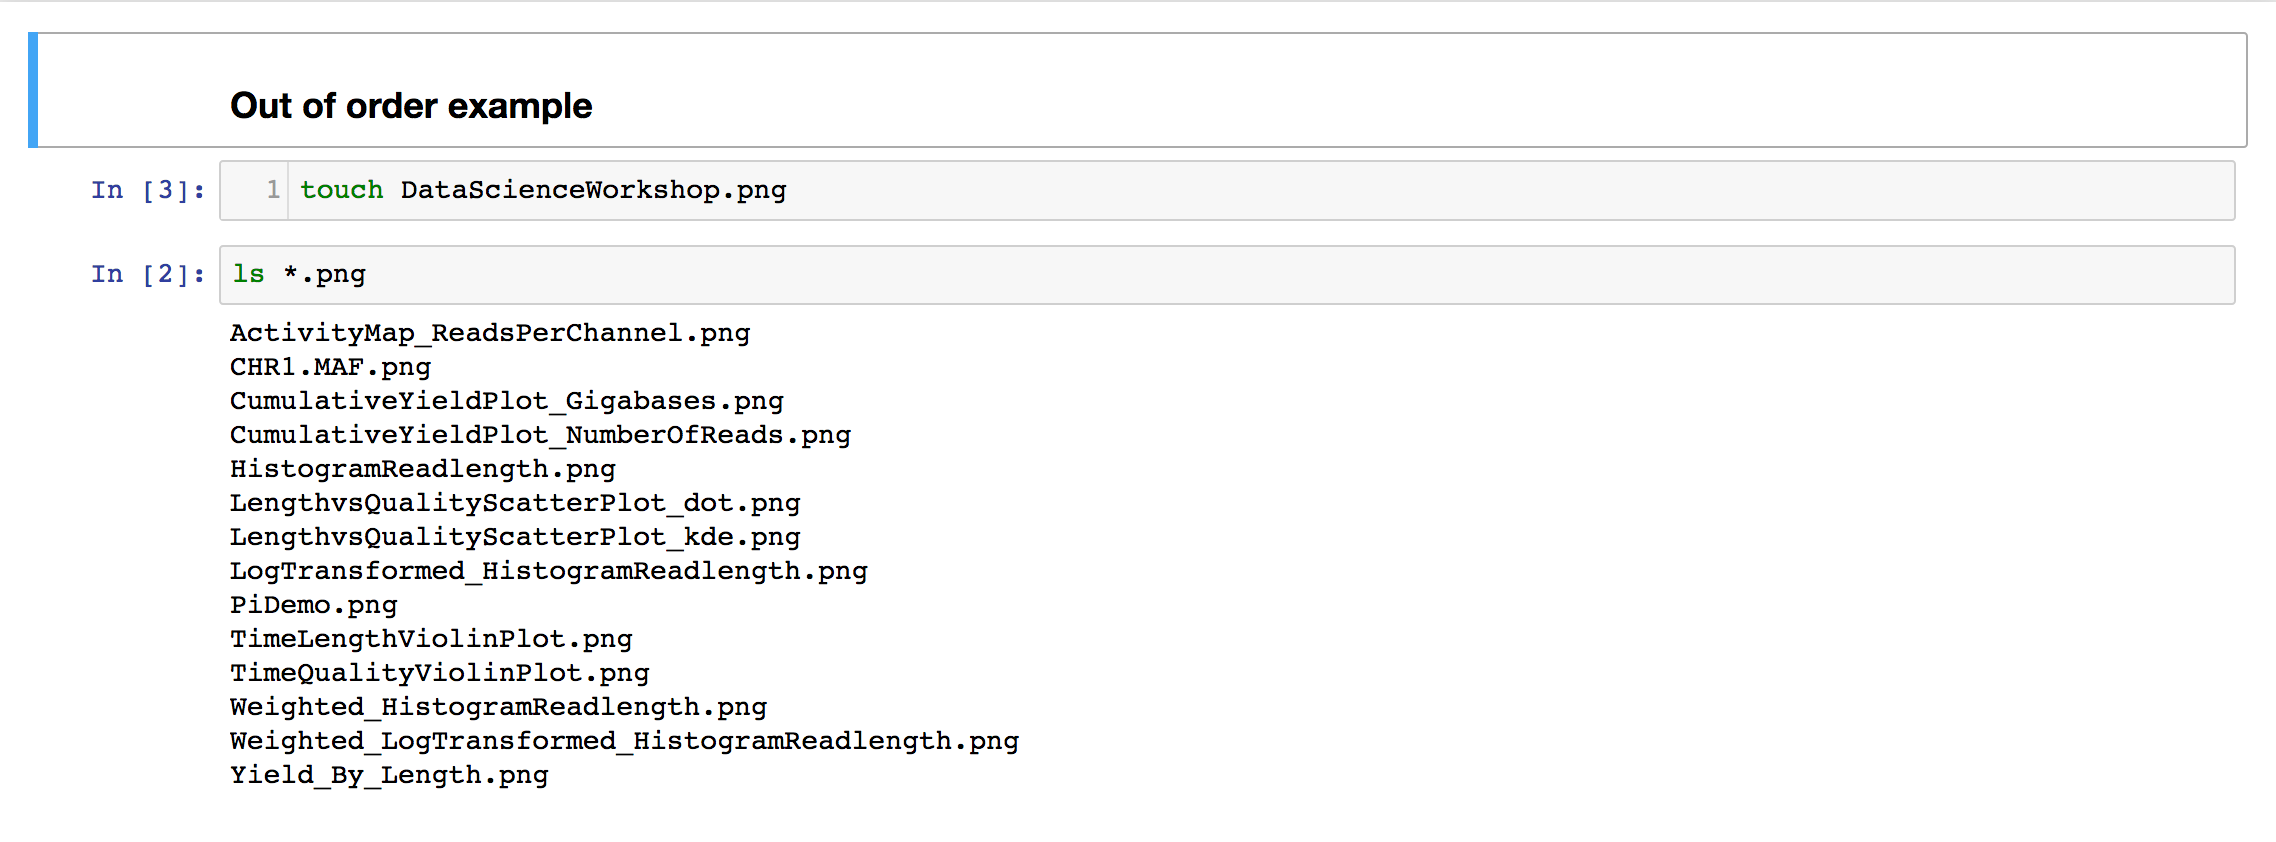 Out of order example
In [3]: 1 touch DataScienceWorkshop.png
In [2]: ls *.png
ActivityMap_ReadsPerChannel.png
CHR1.MAF.png
CumulativeYieldPlot_Gigabases.png
CumulativeYieldPlot_NumberOfReads.png
HistogramReadlength.png
LengthvsQualityScatterPlot_dot.png
LengthvsQualityScatterPlot_kde.png
LogTransformed_HistogramReadlength.png
PiDemo.png
TimeLengthViolinPlot.png
TimeQualityViolinPlot.png
Weighted_HistogramReadlength.png
Weighted_LogTransformed_HistogramReadlength.png
Yield_By_Length.png